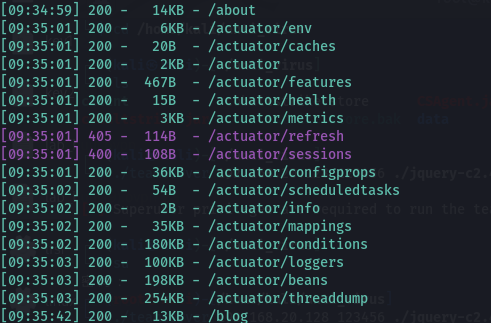 [09:34:59] 200 -   14KB - /about
[09:35:01] 200 -    6KB - /actuator/env
[09:35:01] 200 -   20B  - /actuator/caches
[09:35:01] 200 -    2KB - /actuator
[09:35:01] 200 -  467B  - /actuator/features
[09:35:01] 200 -   15B  - /actuator/health
[09:35:01] 200 -    3KB - /actuator/metrics
[09:35:01] 405 -  114B  - /actuator/refresh
[09:35:01] 400 -  108B  - /actuator/sessions
[09:35:01] 200 -   36KB - /actuator/configprops
[09:35:02] 200 -   54B  - /actuator/scheduledtasks
[09:35:02] 200 -    2B  - /actuator/info
[09:35:02] 200 -   35KB - /actuator/mappings
[09:35:02] 200 -  180KB - /actuator/conditions
[09:35:03] 200 -  100KB - /actuator/loggers
[09:35:03] 200 -  198KB - /actuator/beans
[09:35:03] 200 -  254KB - /actuator/threaddump
[09:35:42] 200 -   13KB - /blog